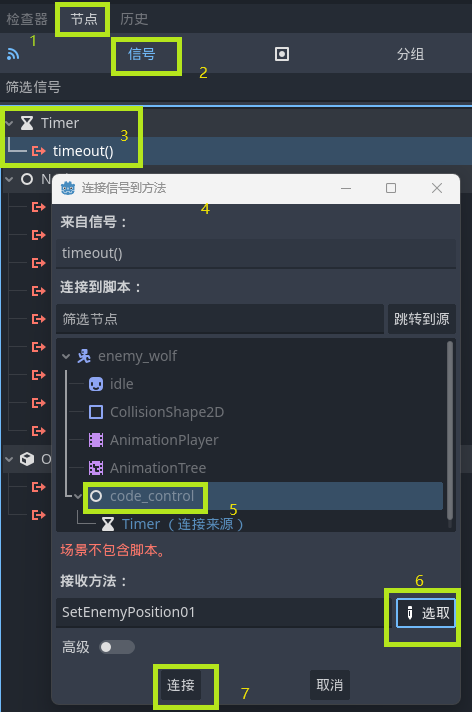 检查器 节点 历史
1
信号 分组
2
筛选信号
Timer
3
timeout()
N
连接信号到方法
4
来自信号：
timeout()
连接到脚本：
筛选节点 跳转到源
enemy_wolf
idle
CollisionShape2D
AnimationPlayer
AnimationTree
code_control
5
Timer （连接来源）
O
场景不包含脚本。
接收方法：
6
SetEnemyPosition01 选取
高级
连接 取消
7